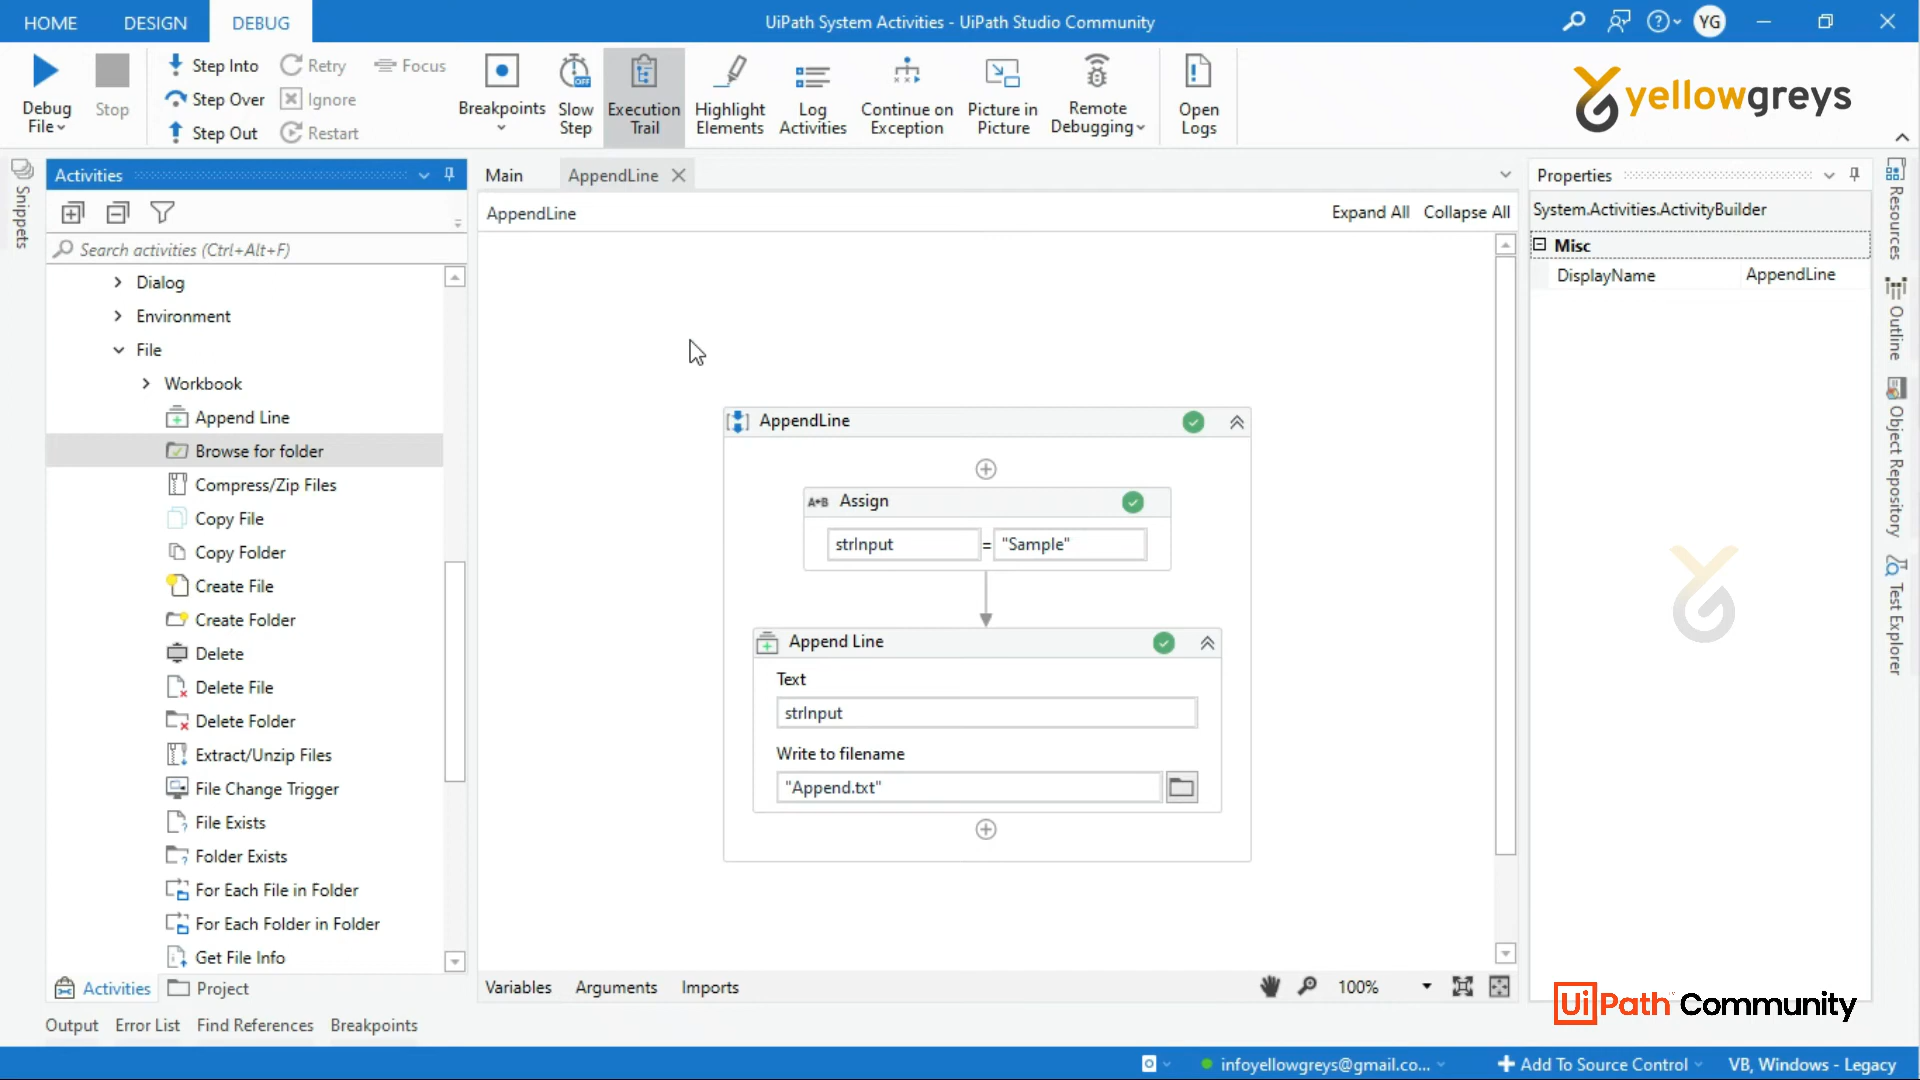 HOME DESIGN DEBUG UiPath System Activities - UiPath Studio Community YG
Debug File Stop Step Into Step Over Step Out Retry Ignore Restart Focus
Breakpoints Slow Step Execution Trail Highlight Elements Log Activities Continue on Exception Picture in Picture Remote Debugging Open Logs
OFF
yellowgreys
Snippets
Activities
Search activities (Ctrl+Alt+F)
Dialog
Environment
File
Workbook
Append Line
Browse for folder
Compress/Zip Files
Copy File
Copy Folder
Create File
Create Folder
Delete
Delete File
Delete Folder
Extract/Unzip Files
File Change Trigger
File Exists
Folder Exists
For Each File in Folder
For Each Folder in Folder
Get File Info
Activities Project
Main AppendLine
AppendLine Expand All Collapse All
AppendLine
A+B Assign
strInput = "Sample"
Append Line
Text
strInput
Write to filename
"Append.txt"
Variables Arguments Imports 100%
Properties
System.Activities.ActivityBuilder
Misc
DisplayName AppendLine
Resources
Outline
Object Repository
Test Explorer
UiPath Community
Output Error List Find References Breakpoints
infoyellowgreys@gmail.co... Add To Source Control VB, Windows - Legacy